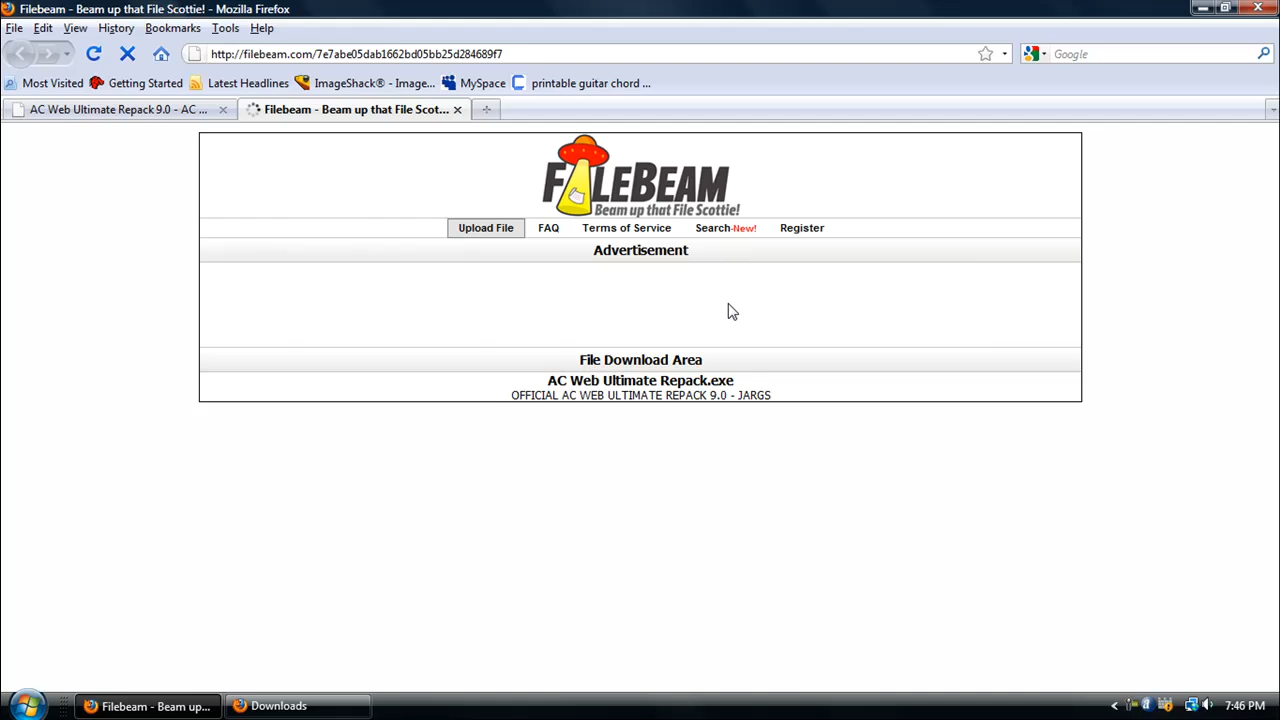 Filebeam - Beam up that File Scottie! - Mozilla Firefox
File Edit View History Bookmarks Tools Help
http://filebeam.com/7e7abe05dab1662bd05bb25d284689f7
Google
Most Visited Getting Started Latest Headlines ImageShack® - Image... MySpace printable guitar chord ...
AC Web Ultimate Repack 9.0 - AC ... Filebeam - Beam up that File Scot...
FILEBEAM
Beam up that File Scottie!
Upload File FAQ Terms of Service Search-New! Register
Advertisement
File Download Area
AC Web Ultimate Repack.exe
OFFICIAL AC WEB ULTIMATE REPACK 9.0 - JARGS
Filebeam - Beam up... Downloads 7:46 PM